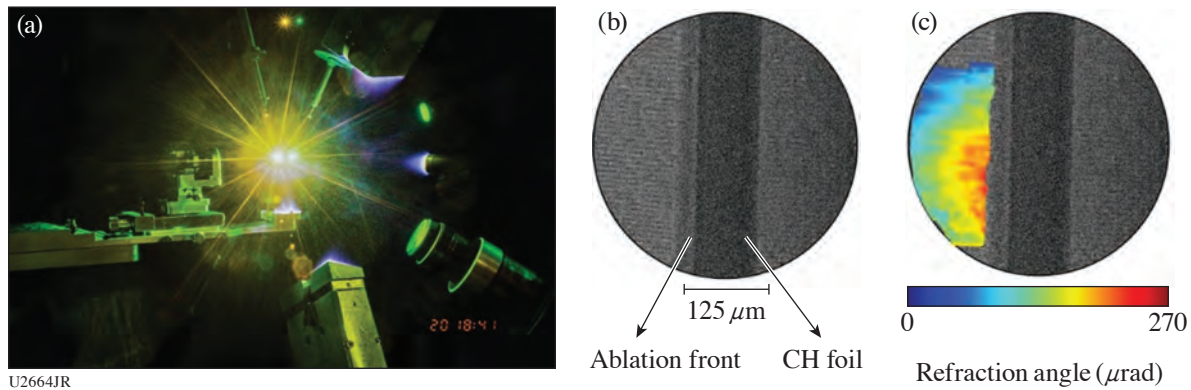 (a)
20 18:41
U2664JR
(b)
125 μm
Ablation front
CH foil
(c)
0
270
Refraction angle (μrad)